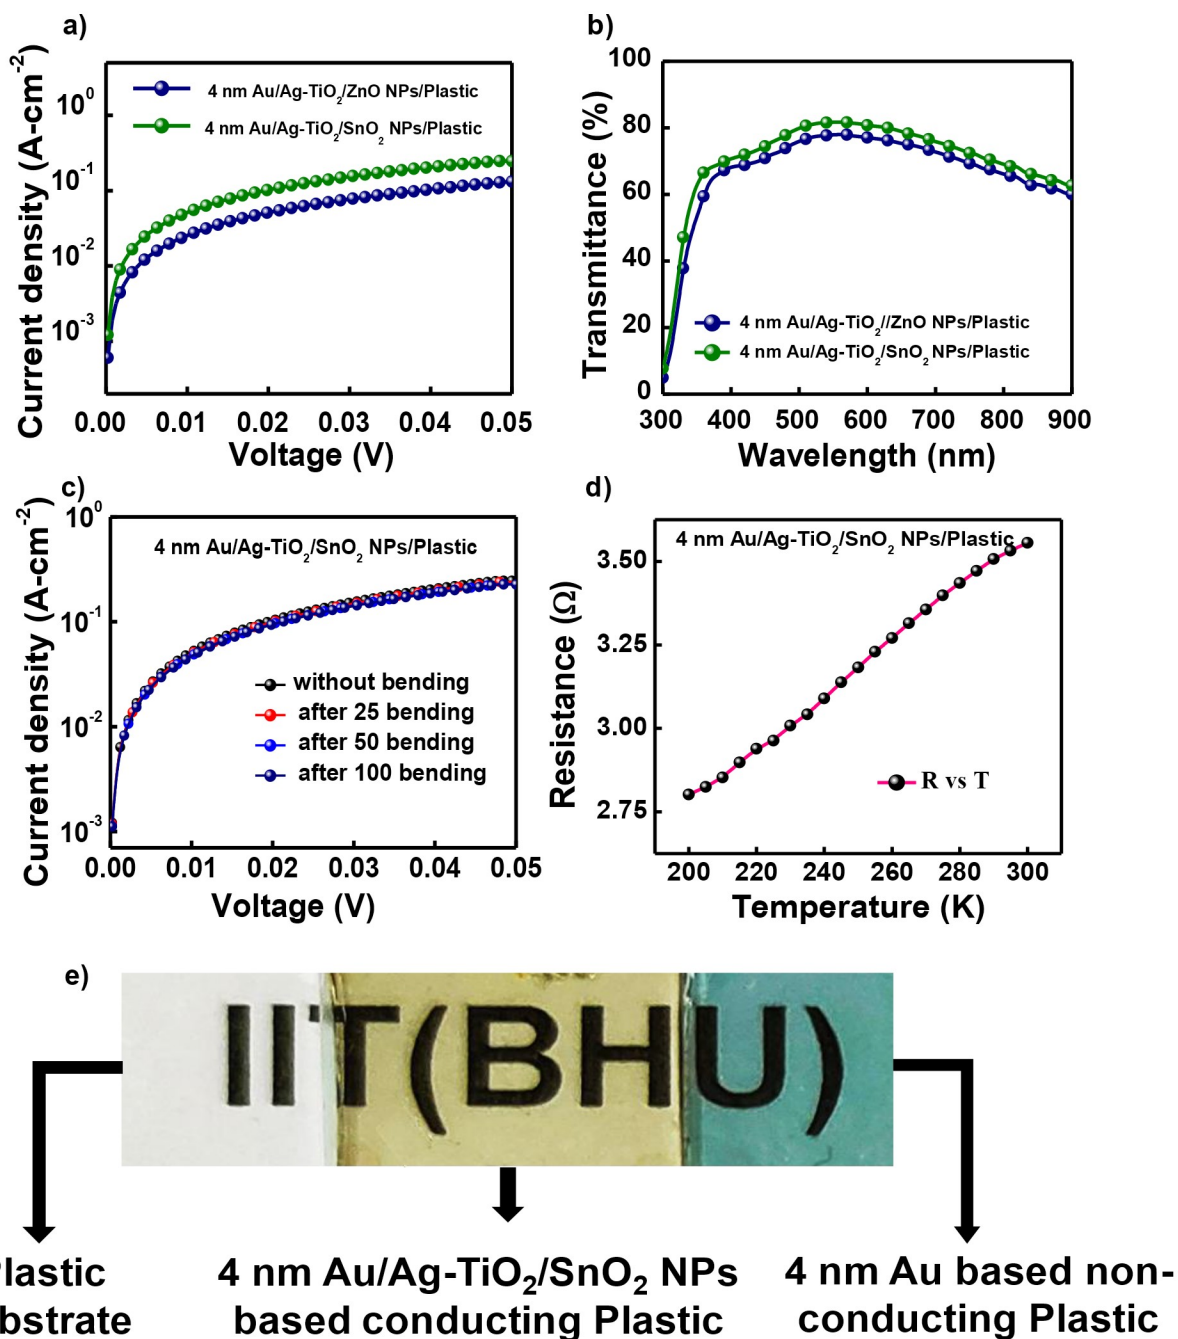 a)
Current density (A-cm⁻²)
10⁰
10⁻¹
10⁻²
10⁻³
4 nm Au/Ag-TiO₂/ZnO NPs/Plastic
4 nm Au/Ag-TiO₂/SnO₂ NPs/Plastic
0.00 0.01 0.02 0.03 0.04 0.05
Voltage (V)
b)
Transmittance (%)
100
80
60
40
20
0
4 nm Au/Ag-TiO₂//ZnO NPs/Plastic
4 nm Au/Ag-TiO₂/SnO₂ NPs/Plastic
300 400 500 600 700 800 900
Wavelength (nm)
c)
Current density (A-cm⁻²)
10⁰
10⁻¹
10⁻²
10⁻³
4 nm Au/Ag-TiO₂/SnO₂ NPs/Plastic
without bending
after 25 bending
after 50 bending
after 100 bending
0.00 0.01 0.02 0.03 0.04 0.05
Voltage (V)
d)
Resistance (Ω)
3.50
3.25
3.00
2.75
4 nm Au/Ag-TiO₂/SnO₂ NPs/Plastic
R vs T
200 220 240 260 280 300
Temperature (K)
e)
IIT(BHU)
lastic
bstrate
4 nm Au/Ag-TiO₂/SnO₂ NPs
based conducting Plastic
4 nm Au based non-
conducting Plastic